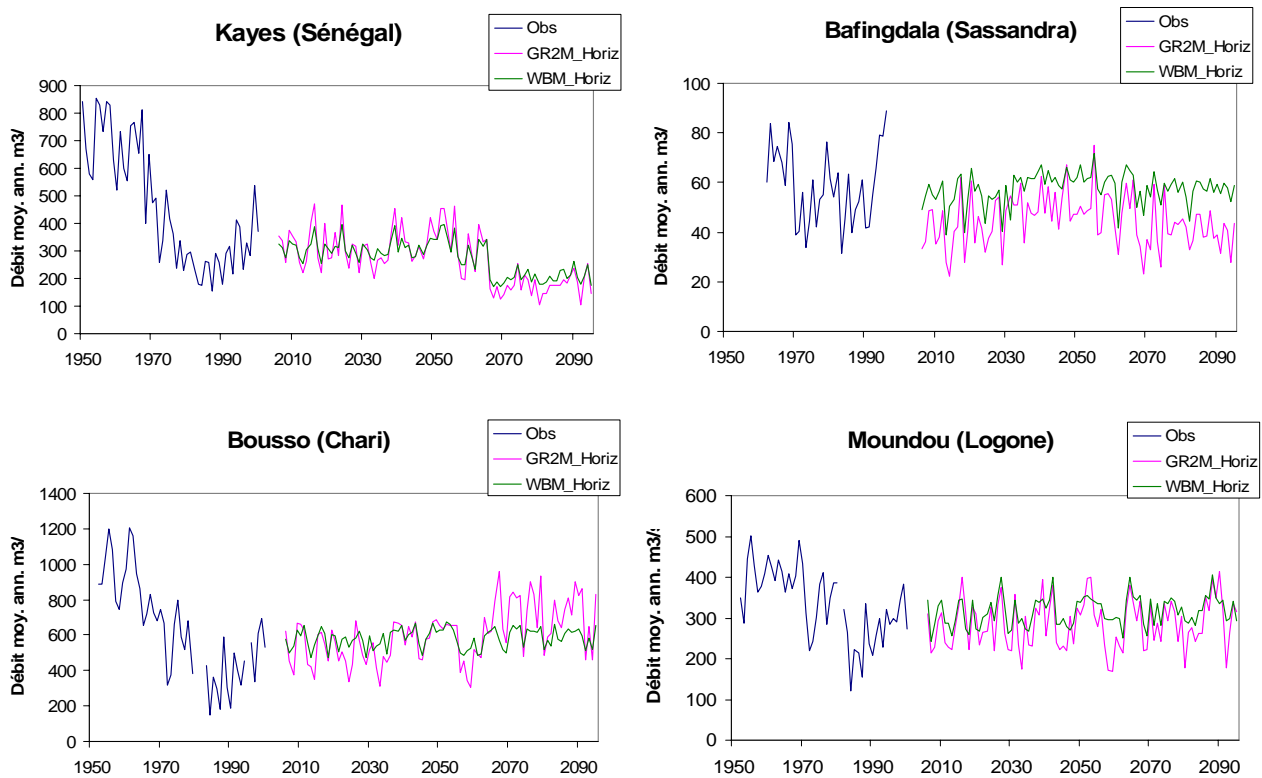 Kayes (Sénégal)
Obs
GR2M_Horiz
WBM_Horiz
Débit moy. ann. m3/
900
800
700
600
500
400
300
200
100
0
1950 1970 1990 2010 2030 2050 2070 2090
Bafingdala (Sassandra)
Obs
GR2M_Horiz
WBM_Horiz
Débit moy. ann. m3/
100
80
60
40
20
0
1950 1970 1990 2010 2030 2050 2070 2090
Bousso (Chari)
Obs
GR2M_Horiz
WBM_Horiz
Débit moy. ann. m3/
1400
1200
1000
800
600
400
200
0
1950 1970 1990 2010 2030 2050 2070 2090
Moundou (Logone)
Obs
GR2M_Horiz
WBM_Horiz
Débit moy. ann. m3/s
600
500
400
300
200
100
0
1950 1970 1990 2010 2030 2050 2070 2090